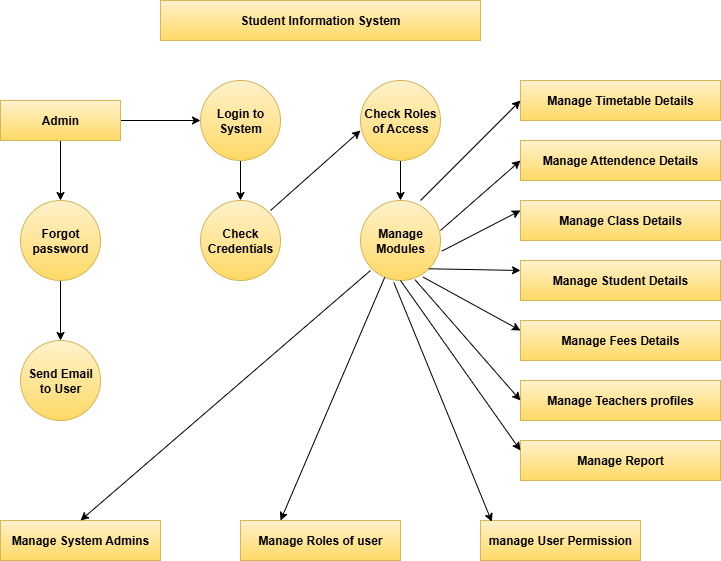 Student Information System
Admin
Login to
System
Check Roles
of Access
Manage Timetable Details
Manage Attendence Details
Forgot
password
Check
Credentials
Manage
Modules
Manage Class Details
Manage Student Details
Manage Fees Details
Send Email
to User
Manage Teachers profiles
Manage Report
Manage System Admins
Manage Roles of user
manage User Permission